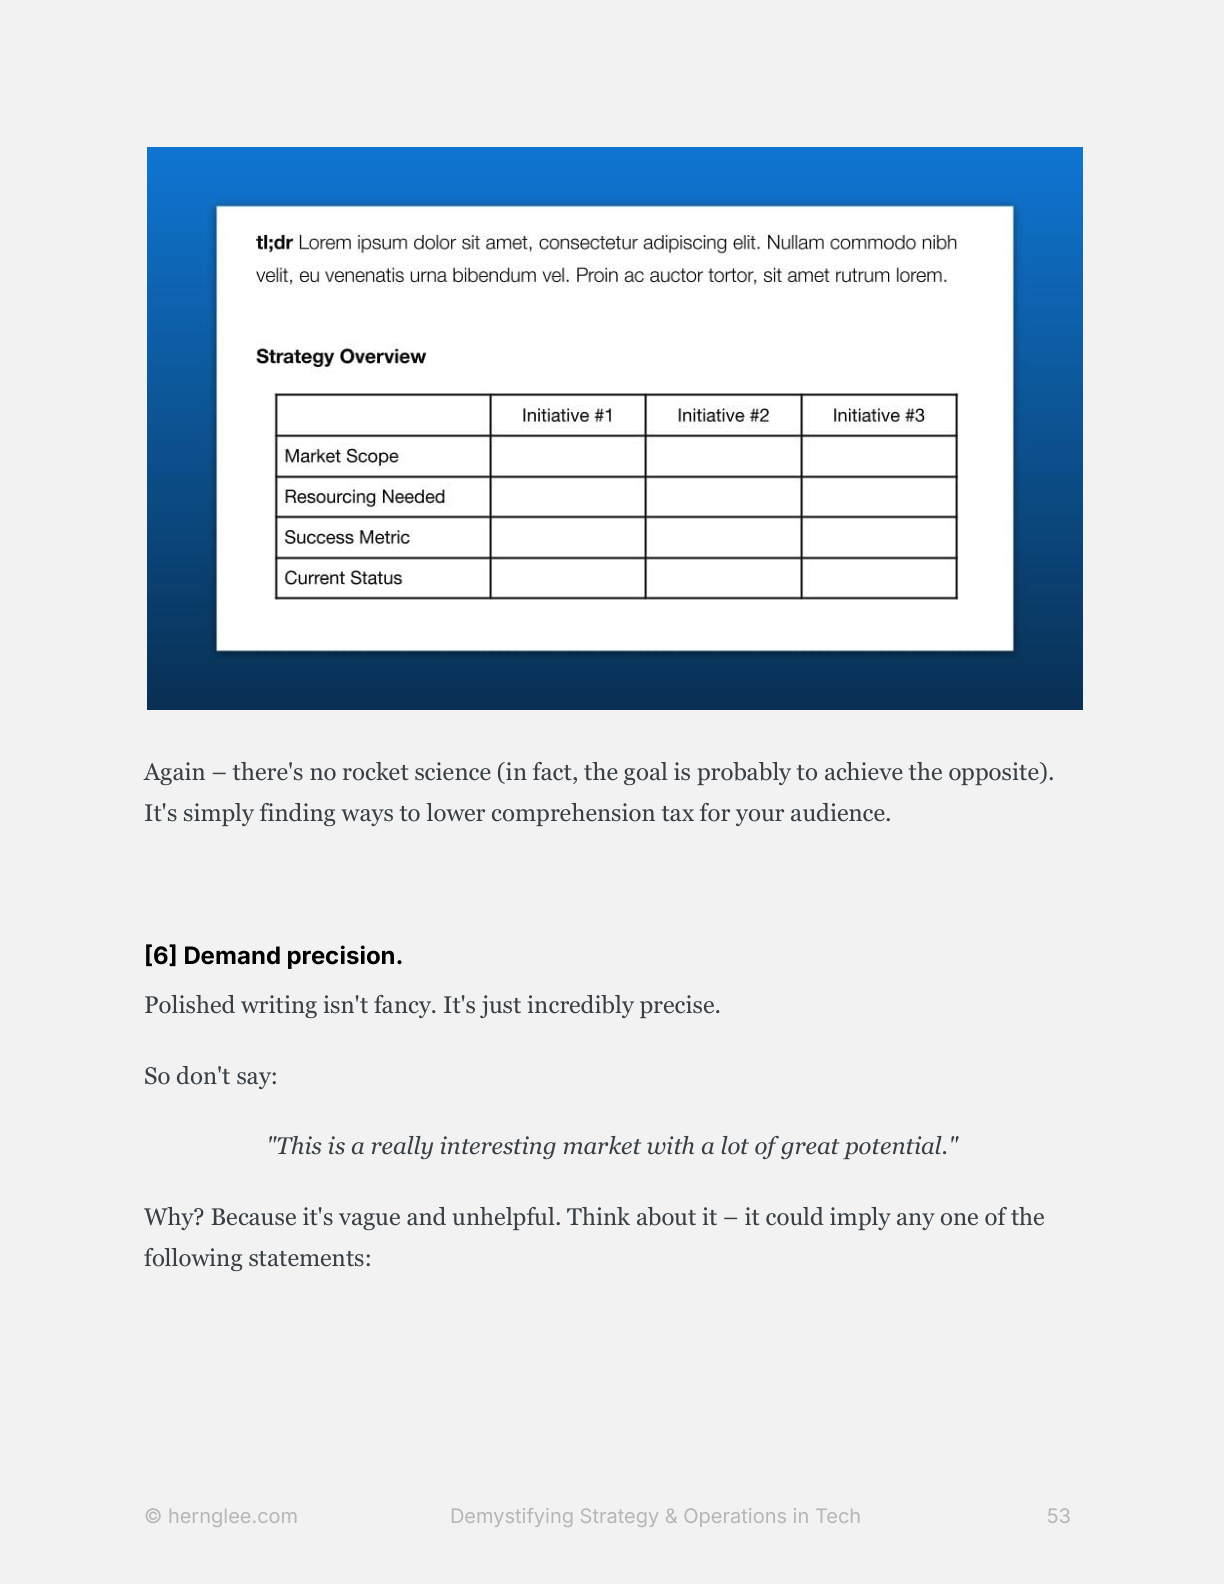 tl;dr Lorem ipsum dolor sit amet, consectetur adipiscing elit. Nullam commodo nibh
velit, eu venenatis urna bibendum vel. Proin ac auctor tortor, sit amet rutrum lorem.
Strategy Overview
Initiative #1 Initiative #2 Initiative #3
Market Scope
Resourcing Needed
Success Metric
Current Status
Again – there's no rocket science (in fact, the goal is probably to achieve the opposite).
It's simply finding ways to lower comprehension tax for your audience.
[6] Demand precision.
Polished writing isn't fancy. It's just incredibly precise.
So don't say:
"This is a really interesting market with a lot of great potential."
Why? Because it's vague and unhelpful. Think about it – it could imply any one of the
following statements:
© hernglee.com Demystifying Strategy & Operations in Tech 53